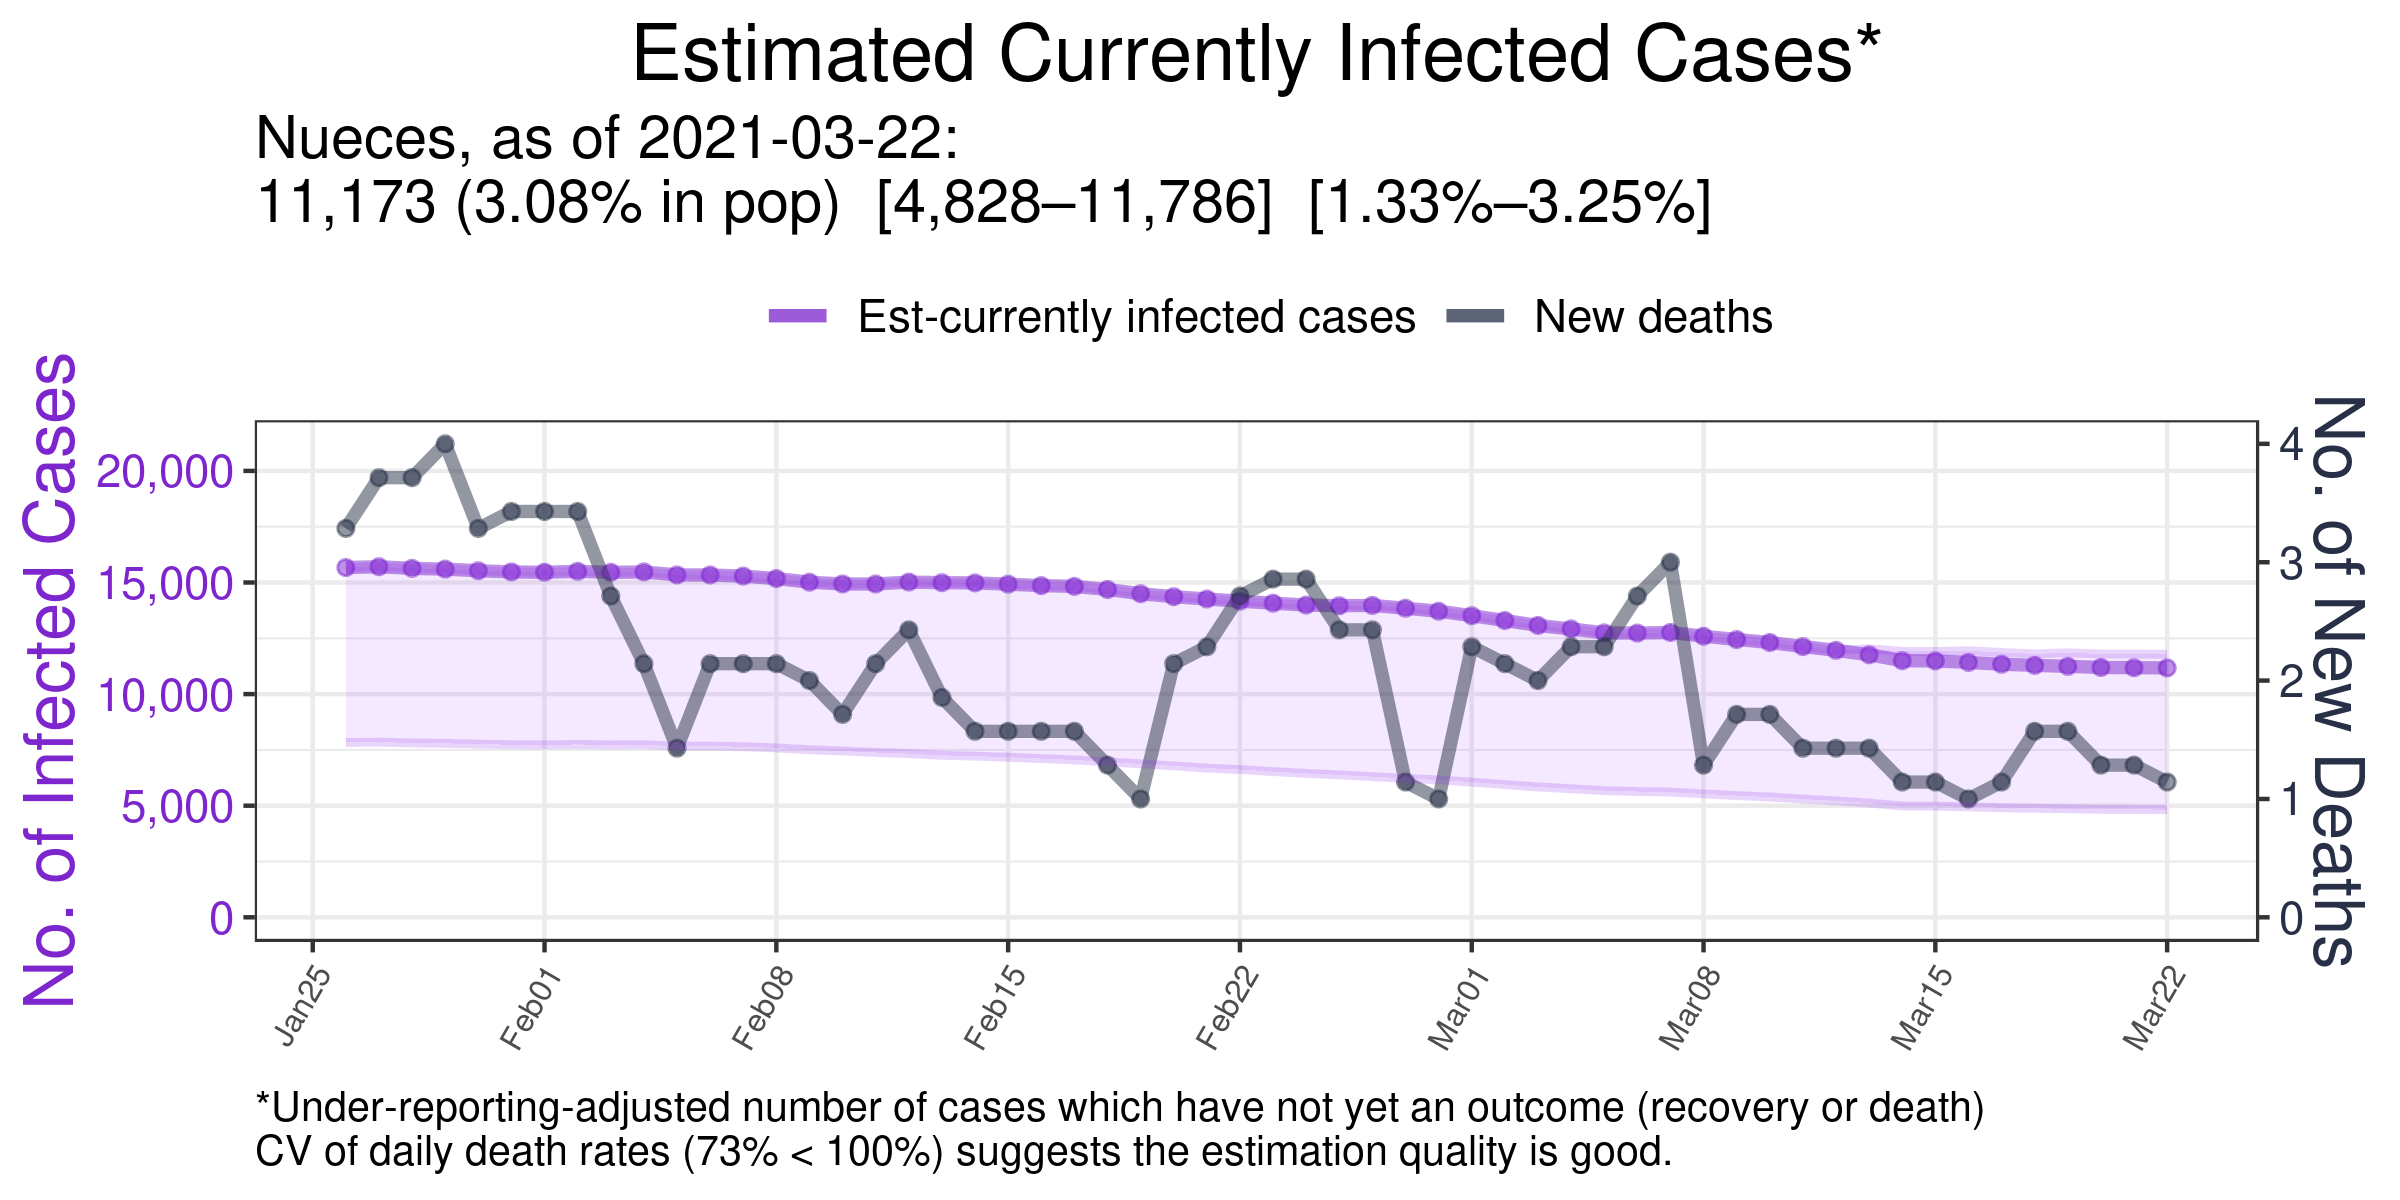 Estimated Currently Infected Cases*
Nueces, as of 2021-03-22:
11,173 (3.08% in pop)  [4,828–11,786]  [1.33%–3.25%]
Est-currently infected cases
New deaths
No. of Infected Cases
20,000
15,000
10,000
5,000
0
No. of New Deaths
4
3
2
1
0
Jan25
Feb01
Feb08
Feb15
Feb22
Mar01
Mar08
Mar15
Mar22
*Under-reporting-adjusted number of cases which have not yet an outcome (recovery or death)
CV of daily death rates (73% < 100%) suggests the estimation quality is good.